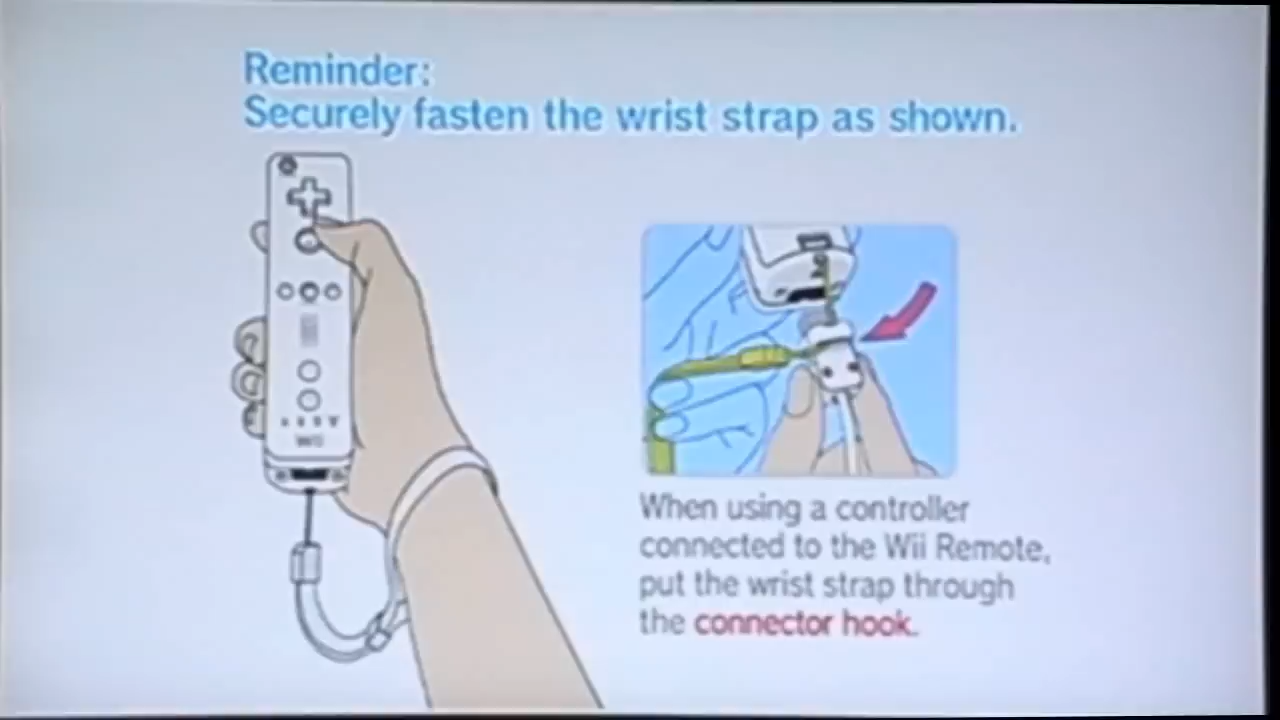 Reminder:
Securely fasten the wrist strap as shown.
Wii
When using a controller
connected to the Wii Remote,
put the wrist strap through
the connector hook.